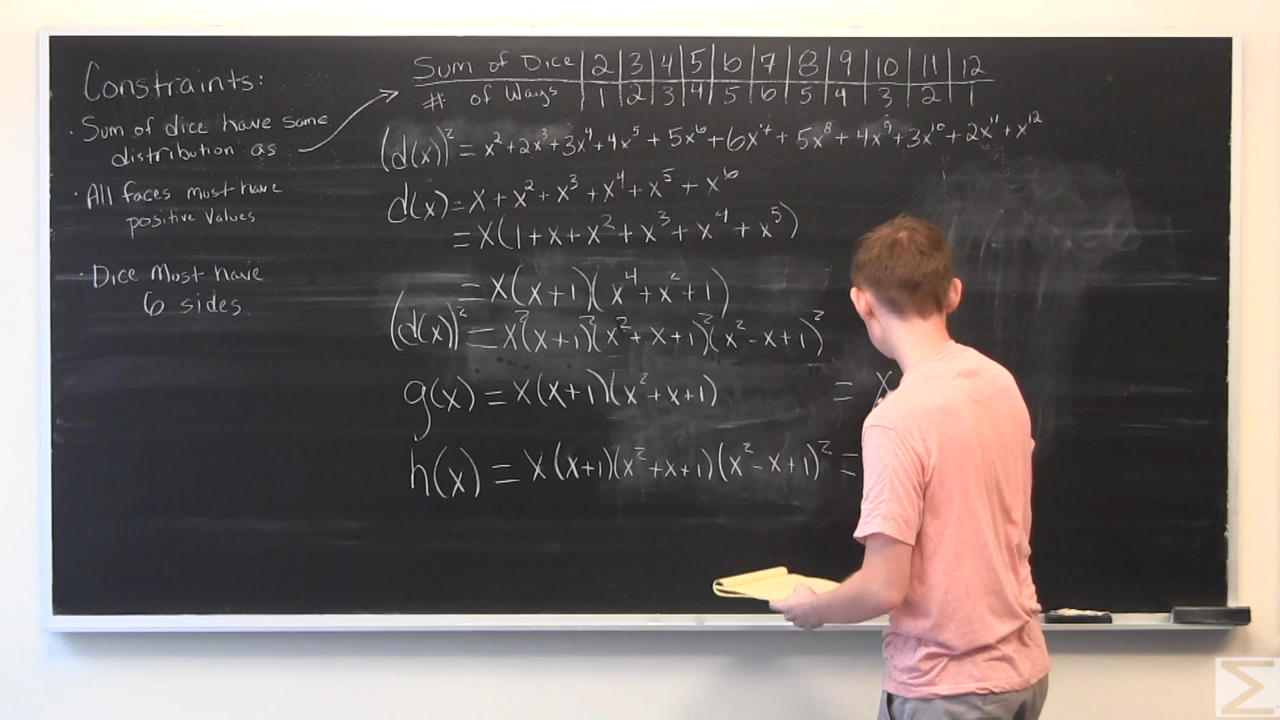 Constraints:
· Sum of dice have same
distribution as
· All faces must have
positive values
· Dice Must have
6 sides.
Sum of Dice | 2 | 3 | 4 | 5 | 6 | 7 | 8 | 9 | 10 | 11 | 12
# of Ways | 1 | 2 | 3 | 4 | 5 | 6 | 5 | 4 | 3 | 2 | 1
(d(x))² = x² + 2x³ + 3x⁴ + 4x⁵ + 5x⁶ + 6x⁷ + 5x⁸ + 4x⁹ + 3x¹⁰ + 2x¹¹ + x¹²
d(x) = x + x² + x³ + x⁴ + x⁵ + x⁶
= x(1 + x + x² + x³ + x⁴ + x⁵)
= x(x+1)(x⁴ + x² + 1)
(d(x))² = x²(x+1)²(x² + x + 1)²(x² - x + 1)²
g(x) = x(x+1)(x² + x + 1) = x
h(x) = x(x+1)(x² + x + 1)(x² - x + 1)² =
Σ